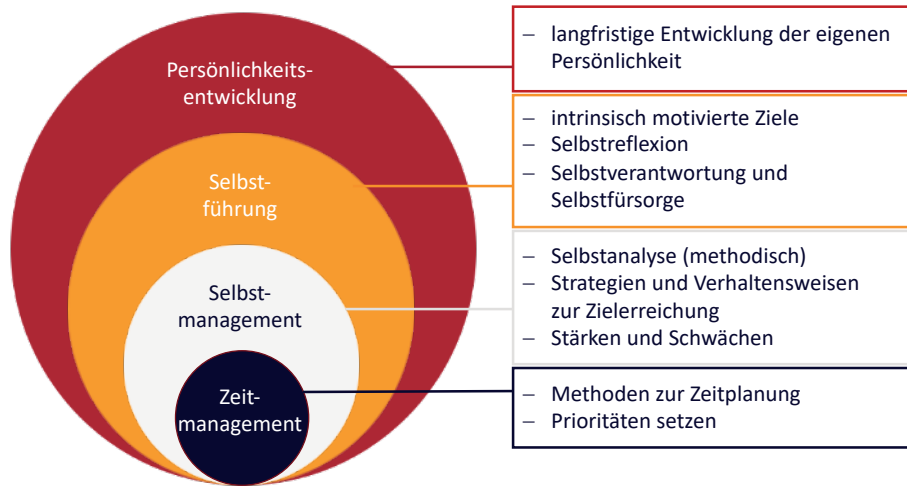 Persönlichkeits-
entwicklung
– langfristige Entwicklung der eigenen
Persönlichkeit
Selbst-
führung
– intrinsisch motivierte Ziele
– Selbstreflexion
– Selbstverantwortung und
Selbstfürsorge
Selbst-
management
– Selbstanalyse (methodisch)
– Strategien und Verhaltensweisen
zur Zielerreichung
– Stärken und Schwächen
Zeit-
management
– Methoden zur Zeitplanung
– Prioritäten setzen